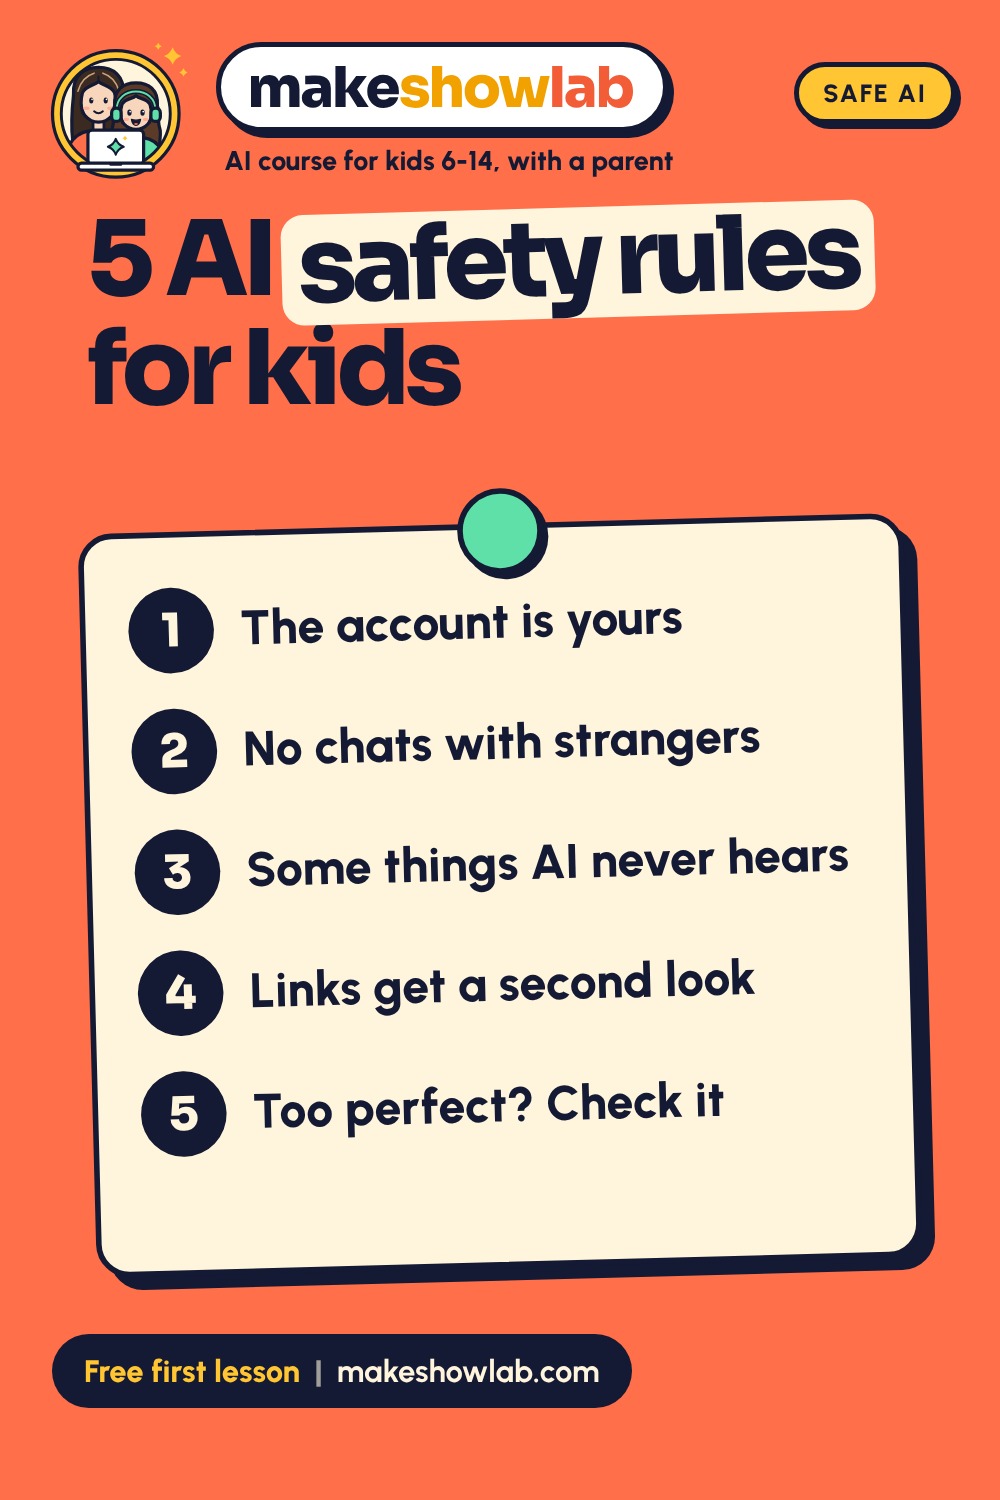 makeshowlab
SAFE AI
AI course for kids 6-14, with a parent
5 AI safety rules
for kids
1 The account is yours
2 No chats with strangers
3 Some things AI never hears
4 Links get a second look
5 Too perfect? Check it
Free first lesson | makeshowlab.com